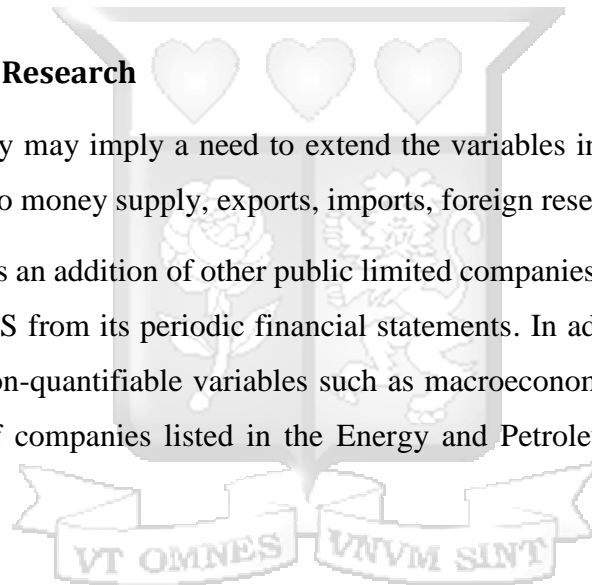 Research
y may imply a need to extend the variables in
o money supply, exports, imports, foreign rese
s an addition of other public limited companies
S from its periodic financial statements. In ad
on-quantifiable variables such as macroeconom
f companies listed in the Energy and Petrole
VT OMNES VNVM SINT